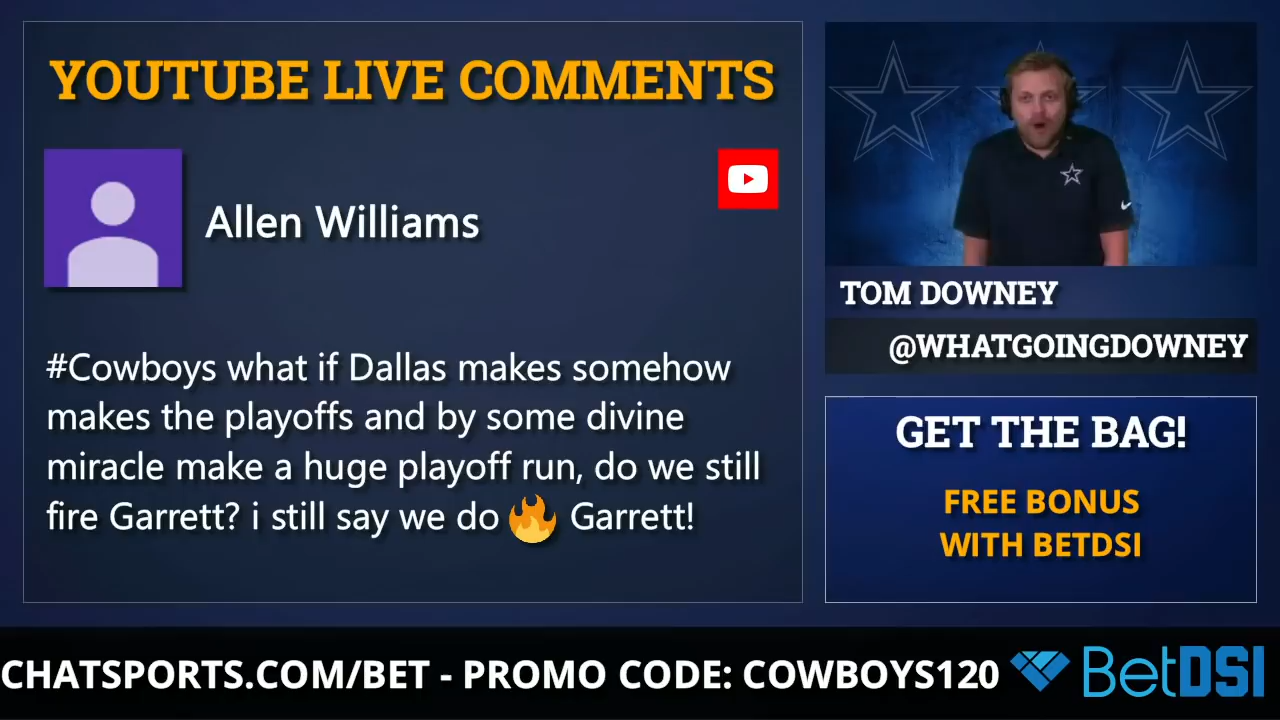 YOUTUBE LIVE COMMENTS
Allen Williams
#Cowboys what if Dallas makes somehow
makes the playoffs and by some divine
miracle make a huge playoff run, do we still
fire Garrett? i still say we do 🔥 Garrett!
TOM DOWNEY
@WHATGOINGDOWNEY
GET THE BAG!
FREE BONUS
WITH BETDSI
CHATSPORTS.COM/BET - PROMO CODE: COWBOYS120 BetDSI